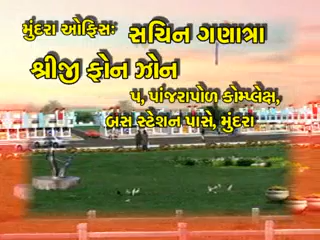 મુંદરા ઓફિસઃ સચિન ગણાત્રા
શ્રીજી ફોન ઝોન
૫, પાંજરાપોળ કોમ્પ્લેક્ષ,
બસ સ્ટેશન પાસે, મુંદરા